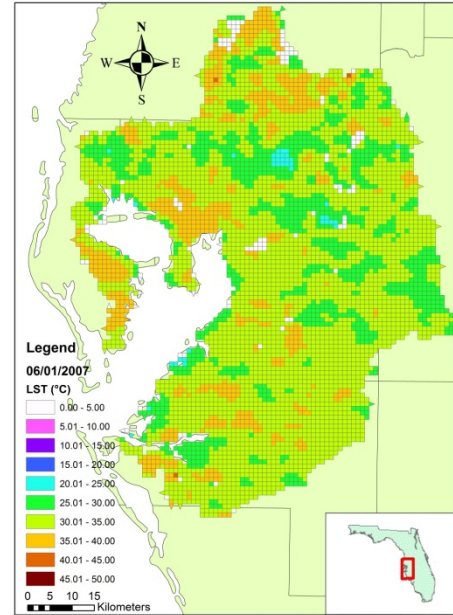 N
W E
S
Legend
06/01/2007
LST (°C)
0.00 - 5.00
5.01 - 10.00
10.01 - 15.00
15.01 - 20.00
20.01 - 25.00
25.01 - 30.00
30.01 - 35.00
35.01 - 40.00
40.01 - 45.00
45.01 - 50.00
0 5 10 15
Kilometers